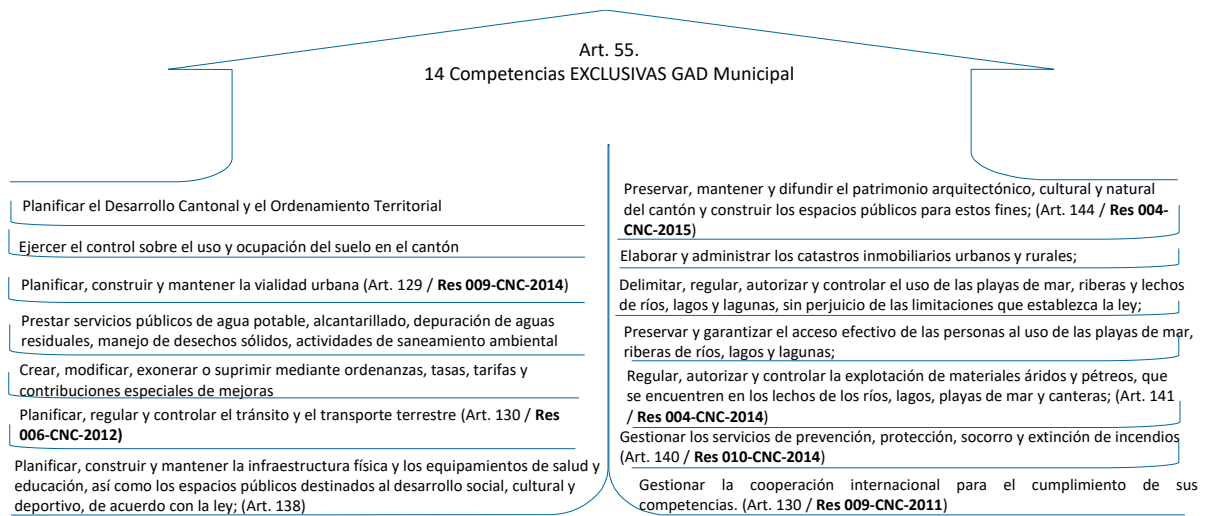 Art. 55.
14 Competencias EXCLUSIVAS GAD Municipal
Planificar el Desarrollo Cantonal y el Ordenamiento Territorial
Ejercer el control sobre el uso y ocupación del suelo en el cantón
Planificar, construir y mantener la vialidad urbana (Art. 129 / Res 009-CNC-2014)
Prestar servicios públicos de agua potable, alcantarillado, depuración de aguas
residuales, manejo de desechos sólidos, actividades de saneamiento ambiental
Crear, modificar, exonerar o suprimir mediante ordenanzas, tasas, tarifas y
contribuciones especiales de mejoras
Planificar, regular y controlar el tránsito y el transporte terrestre (Art. 130 / Res
006-CNC-2012)
Planificar, construir y mantener la infraestructura física y los equipamientos de salud y
educación, así como los espacios públicos destinados al desarrollo social, cultural y
deportivo, de acuerdo con la ley; (Art. 138)
Preservar, mantener y difundir el patrimonio arquitectónico, cultural y natural
del cantón y construir los espacios públicos para estos fines; (Art. 144 / Res 004-
CNC-2015)
Elaborar y administrar los catastros inmobiliarios urbanos y rurales;
Delimitar, regular, autorizar y controlar el uso de las playas de mar, riberas y lechos
de ríos, lagos y lagunas, sin perjuicio de las limitaciones que establezca la ley;
Preservar y garantizar el acceso efectivo de las personas al uso de las playas de mar,
riberas de ríos, lagos y lagunas;
Regular, autorizar y controlar la explotación de materiales áridos y pétreos, que
se encuentren en los lechos de los ríos, lagos, playas de mar y canteras; (Art. 141
/ Res 004-CNC-2014)
Gestionar los servicios de prevención, protección, socorro y extinción de incendios
(Art. 140 / Res 010-CNC-2014)
Gestionar la cooperación internacional para el cumplimiento de sus
competencias. (Art. 130 / Res 009-CNC-2011)